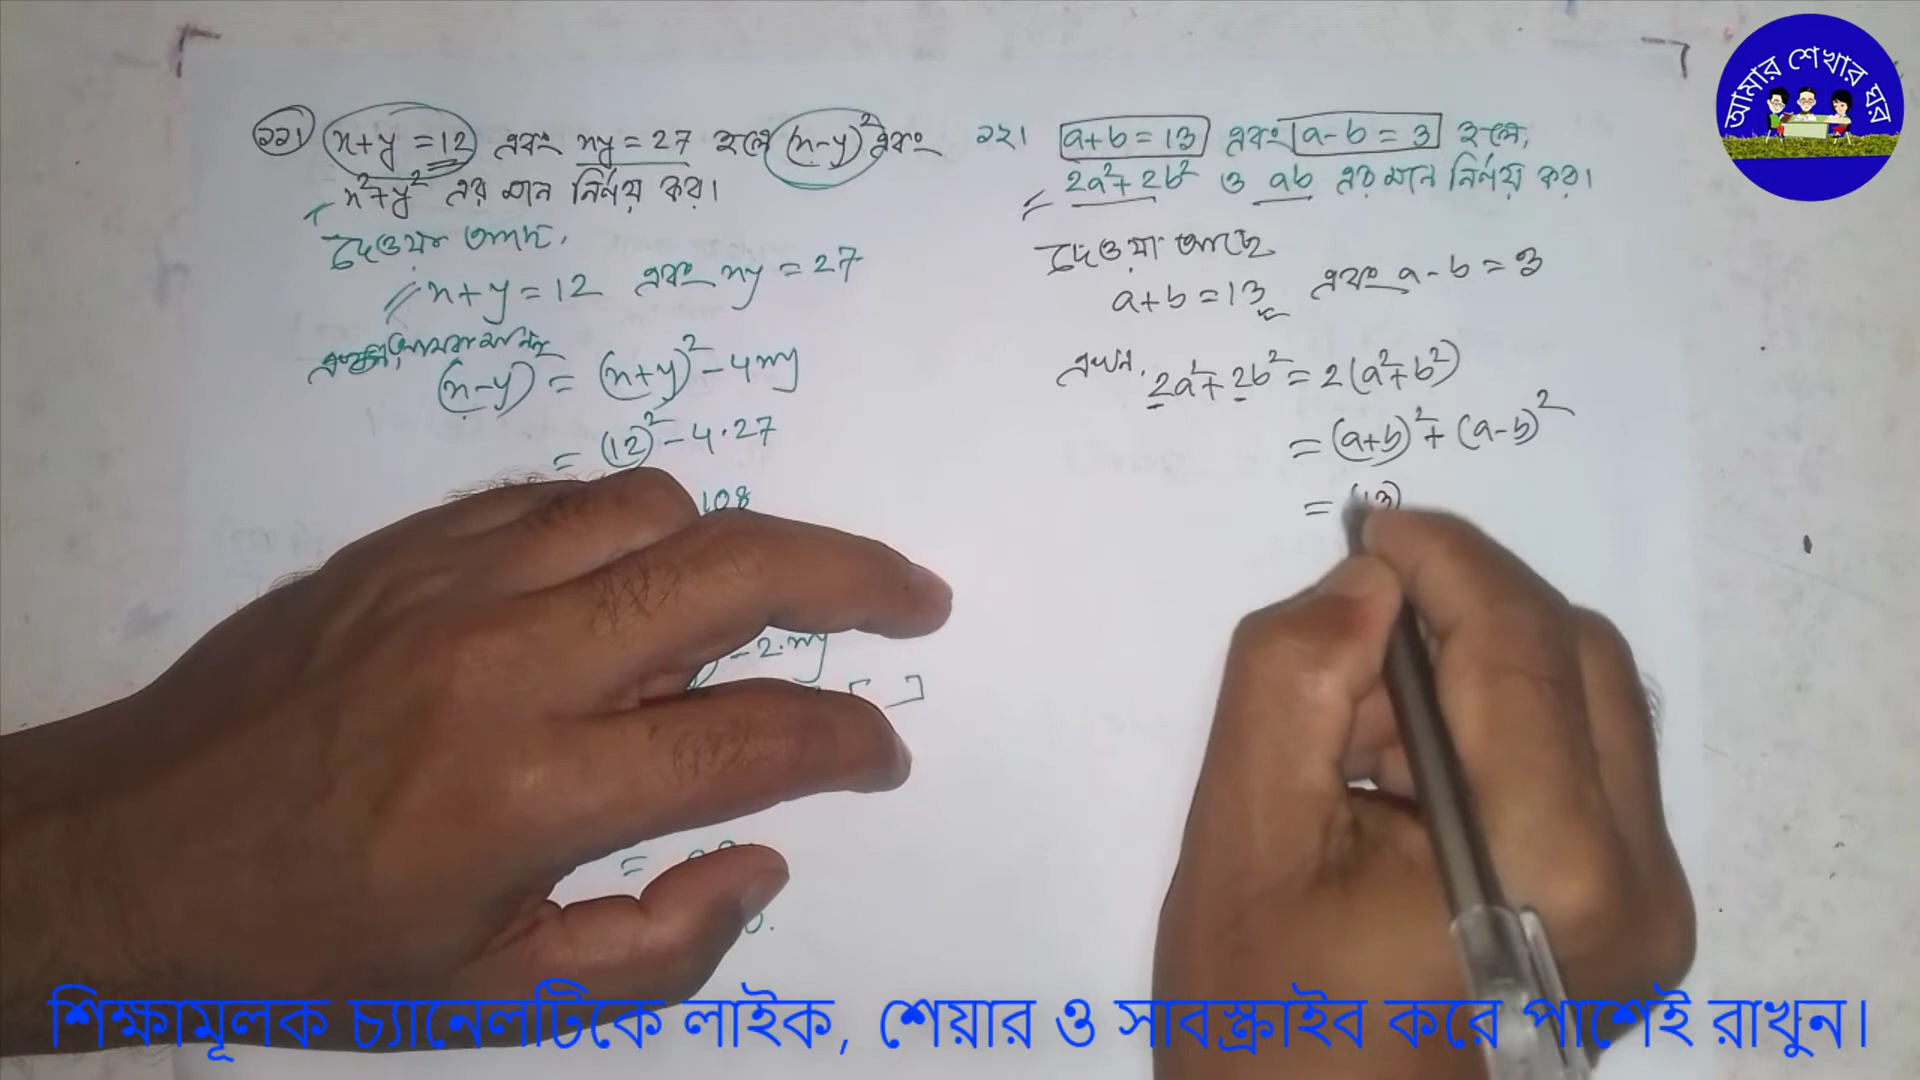 ২১। x+y=12 এবং xy=27 হলে (x-y)² এবং
x²+y² এর মান নির্ণয় কর।
দেওয়া আছে,
x+y=12 এবং xy=27
আমরা জানি
(x-y)²=(x+y)²-4xy
=(12)²-4·27
108
-2·xy
=
২২। a+b=13 এবং a-b=3 হলে,
2a²+2b² ও ab এর মান নির্ণয় কর।
দেওয়া আছে
a+b=13 এবং a-b=3
এখন, 2a²+2b²=2(a²+b²)
=(a+b)²+(a-b)²
=(13)
আমার শেখার ঘর
শিক্ষামূলক চ্যানেলটিকে লাইক, শেয়ার ও সাবস্ক্রাইব করে পাশেই রাখুন।